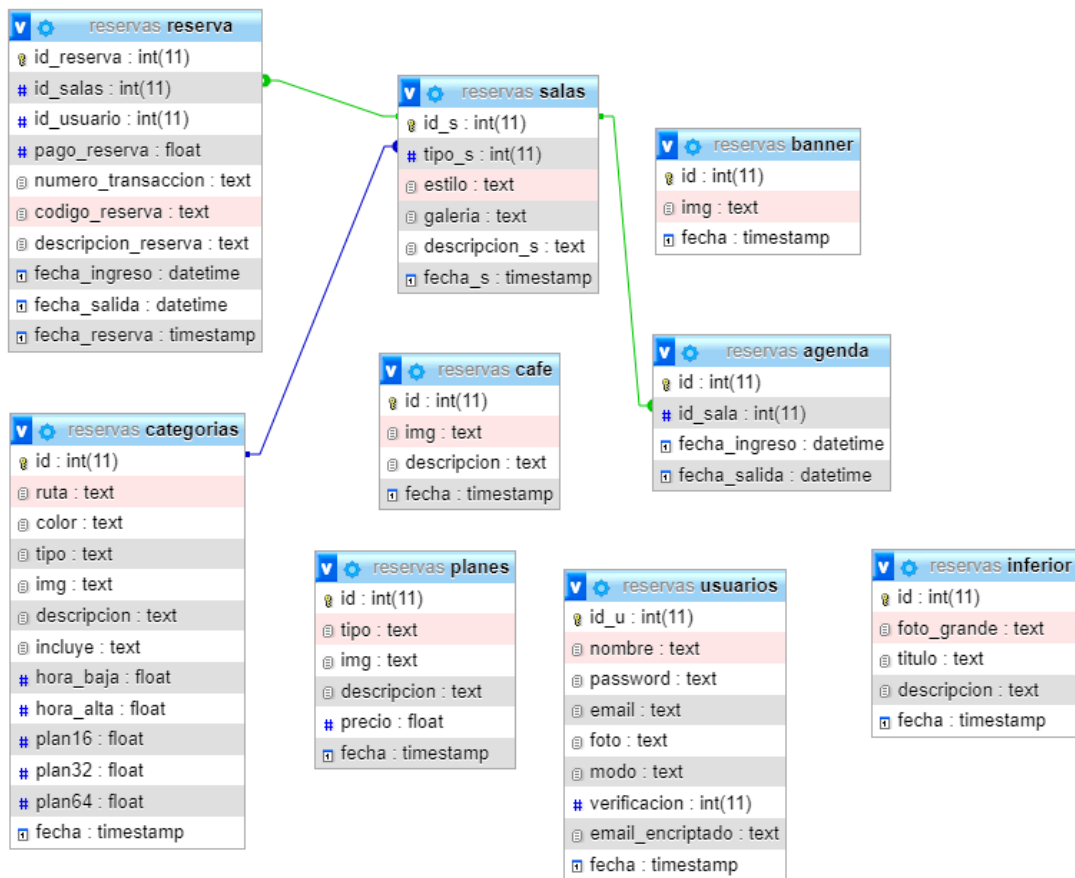 reservas reserva
id_reserva : int(11)
id_salas : int(11)
id_usuario : int(11)
pago_reserva : float
numero_transaccion : text
codigo_reserva : text
descripcion_reserva : text
fecha_ingreso : datetime
fecha_salida : datetime
fecha_reserva : timestamp
reservas salas
id_s : int(11)
tipo_s : int(11)
estilo : text
galeria : text
descripcion_s : text
fecha_s : timestamp
reservas banner
id : int(11)
img : text
fecha : timestamp
reservas cafe
id : int(11)
img : text
descripcion : text
fecha : timestamp
reservas agenda
id : int(11)
id_sala : int(11)
fecha_ingreso : datetime
fecha_salida : datetime
reservas categorias
id : int(11)
ruta : text
color : text
tipo : text
img : text
descripcion : text
incluye : text
hora_baja : float
hora_alta : float
plan16 : float
plan32 : float
plan64 : float
fecha : timestamp
reservas planes
id : int(11)
tipo : text
img : text
descripcion : text
precio : float
fecha : timestamp
reservas usuarios
id_u : int(11)
nombre : text
password : text
email : text
foto : text
modo : text
verificacion : int(11)
email_encriptado : text
fecha : timestamp
reservas inferior
id : int(11)
foto_grande : text
titulo : text
descripcion : text
fecha : timestamp